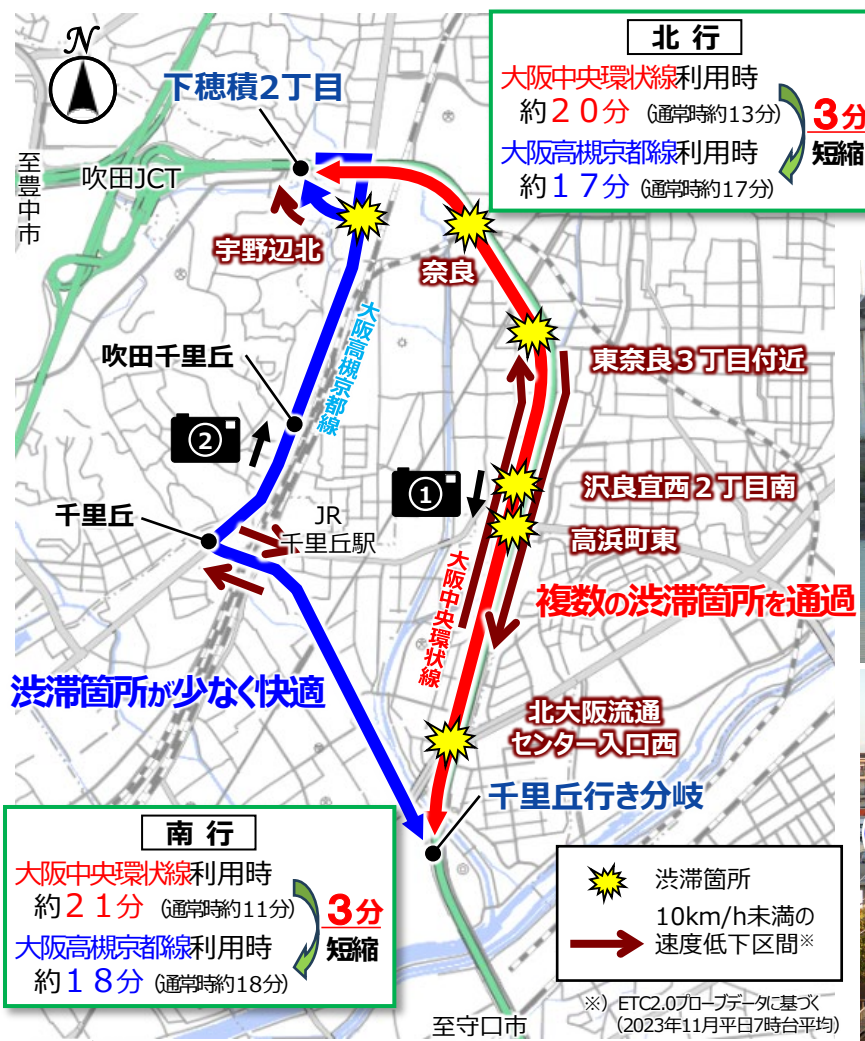 N
北 行
大阪中央環状線利用時
約２０分 (通常時約13分)
大阪高槻京都線利用時
約１７分 (通常時約17分)
3分
短縮
下穂積2丁目
至豊中市
吹田JCT
宇野辺北
奈良
大阪高槻京都線
東奈良３丁目付近
吹田千里丘
②
①
沢良宜西２丁目南
千里丘
JR
千里丘駅
高浜町東
大阪中央環状線
複数の渋滞箇所を通過
渋滞箇所が少なく快適
北大阪流通
センター入口西
千里丘行き分岐
南 行
大阪中央環状線利用時
約２１分 (通常時約11分)
大阪高槻京都線利用時
約１８分 (通常時約18分)
3分
短縮
渋滞箇所
10km/h未満の
速度低下区間※
※）ETC2.0プローブデータに基づく
（2023年11月平日7時台平均）
至守口市